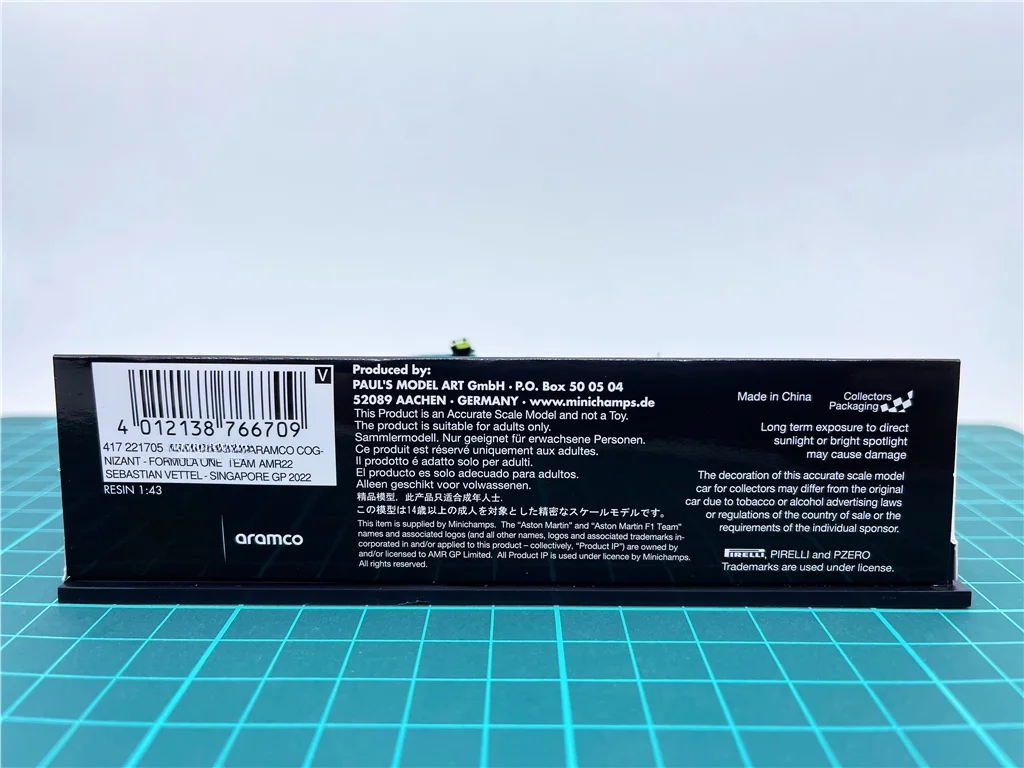 V
4 012138 766709
417 221705 ARAMCO COG-
NIZANT - FORMULA ONE TEAM AMR22
SEBASTIAN VETTEL - SINGAPORE GP 2022
RESIN 1:43
aramco
Produced by:
PAUL'S MODEL ART GmbH · P.O. Box 50 05 04
52089 AACHEN · GERMANY · www.minichamps.de
This Product is an Accurate Scale Model and not a Toy.
The product is suitable for adults only.
Sammlermodell. Nur geeignet für erwachsene Personen.
Ce produit est réservé uniquement aux adultes.
Il prodotto é adatto solo per adulti.
El producto es solo adecuado para adultos.
Alleen geschikt voor volwassenen.
精品模型，此产品只适合成年人士.
この模型は14歳以上の成人を対象とした精密なスケールモデルです。
This item is supplied by Minichamps. The "Aston Martin" and "Aston Martin F1 Team"
names and associated logos (and all other names, logos and associated trademarks in-
corporated in and/or applied to this product – collectively, "Product IP") are owned by
and/or licensed to AMR GP Limited. All Product IP is used under licence by Minichamps.
All rights reserved.
Made in China
Collectors
Packaging
Long term exposure to direct
sunlight or bright spotlight
may cause damage
The decoration of this accurate scale model
car for collectors may differ from the original
car due to tobacco or alcohol advertising laws
or regulations of the country of sale or the
requirements of the individual sponsor.
PIRELLI, PIRELLI and PZERO
Trademarks are used under license.